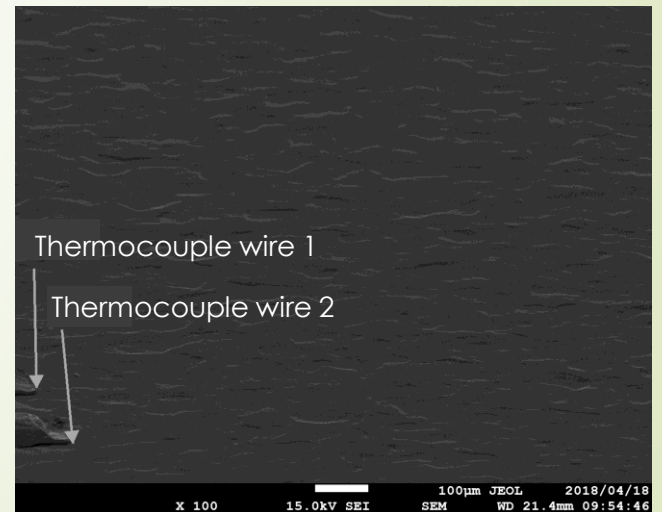 Thermocouple wire 1
Thermocouple wire 2
100µm JEOL 2018/04/18
X 100 15.0kV SEI SEM WD 21.4mm 09:54:46